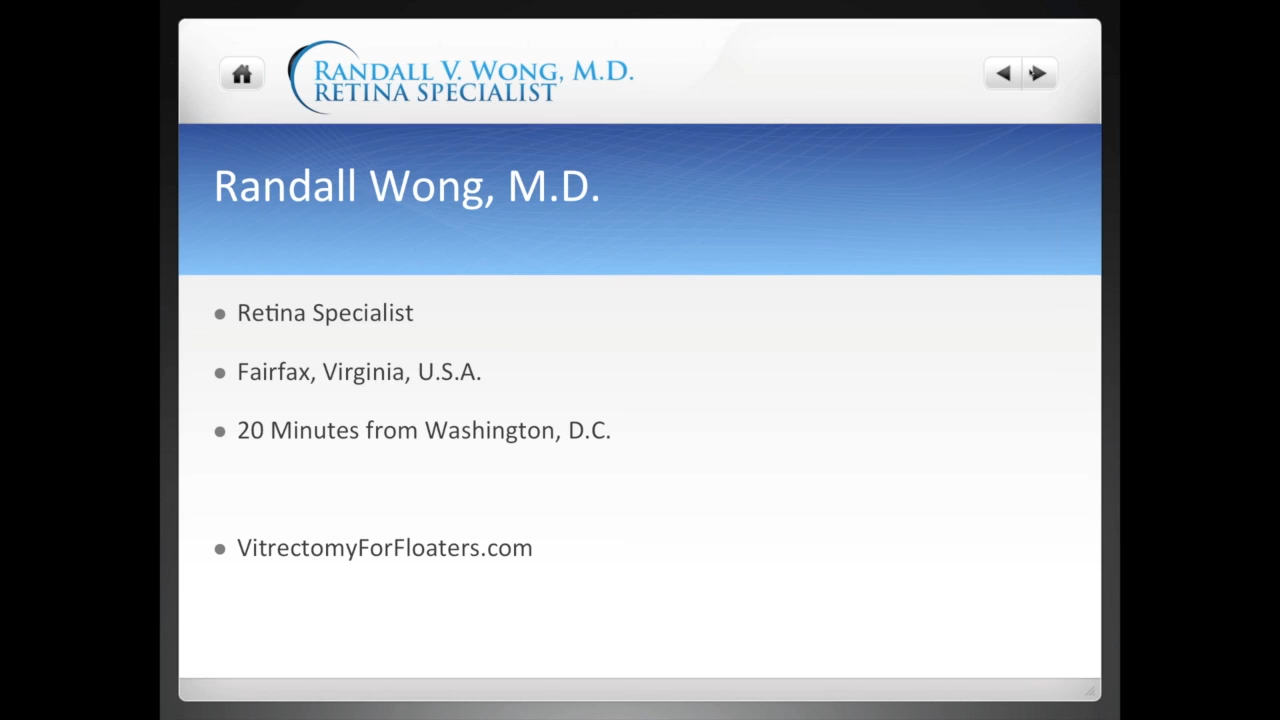 RANDALL V. WONG, M.D.
RETINA SPECIALIST
Randall Wong, M.D.
Retina Specialist
Fairfax, Virginia, U.S.A.
20 Minutes from Washington, D.C.
VitrectomyForFloaters.com